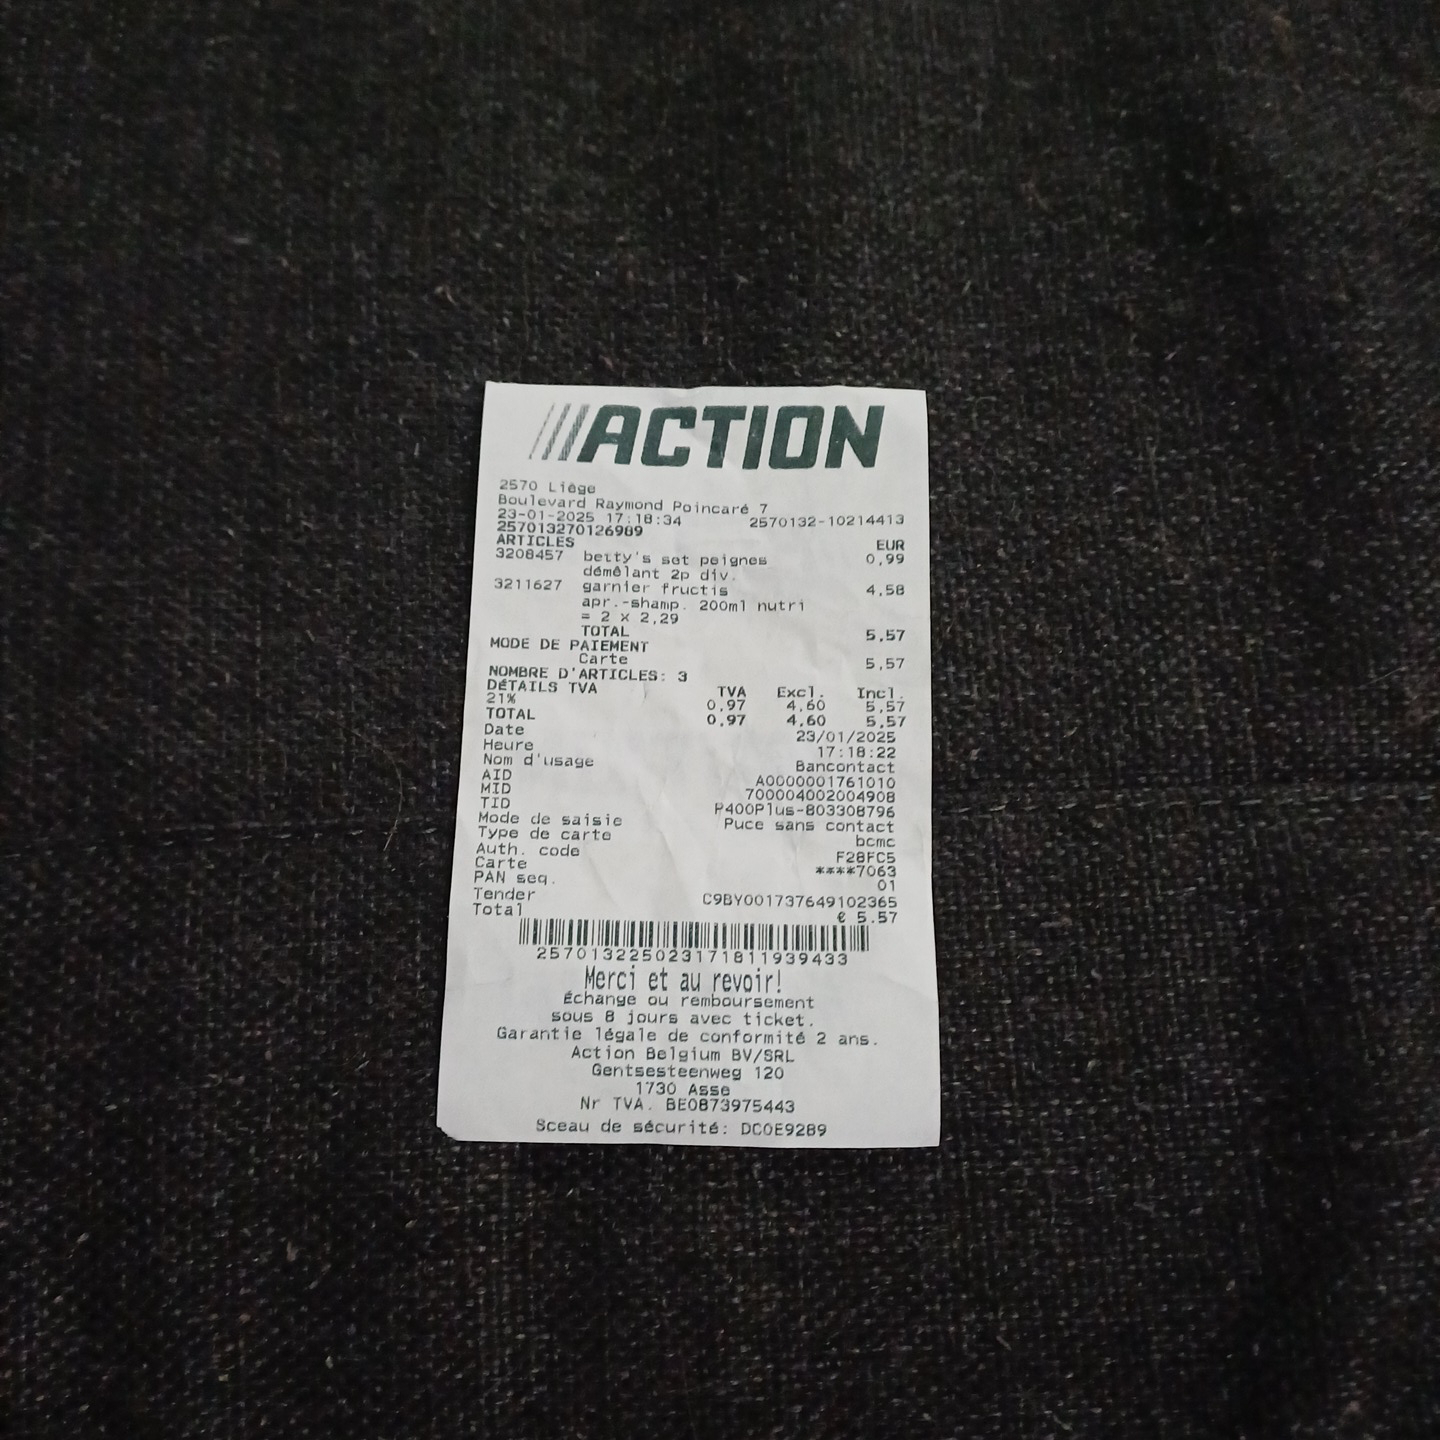 ///ACTION
2570 Liège
Boulevard Raymond Poincaré 7
23-01-2025 17:18:34 2570132-10214413
257013270126989
ARTICLES EUR
3208457 betty's set peignes 0,99
démêlant 2p div.
3211627 garnier fructis 4,58
apr.-shamp. 200ml nutri
= 2 x 2,29
TOTAL 5,57
MODE DE PAIEMENT
Carte 5,57
NOMBRE D'ARTICLES: 3
DÉTAILS TVA TVA Excl. Incl.
21% 0,97 4,60 5,57
TOTAL 0,97 4,60 5,57
Date 23/01/2025
Heure 17:18:22
Nom d'usage Bancontact
AID A0000001761010
MID 700004002004908
TID P400Plus-803308796
Mode de saisie Puce sans contact
Type de carte bcmc
Auth. code F28FC5
Carte ****7063
PAN seq. 01
Tender C9BY001737649102365
Total € 5.57
257013225023171811939433
Merci et au revoir!
Échange ou remboursement
sous 8 jours avec ticket.
Garantie légale de conformité 2 ans.
Action Belgium BV/SRL
Gentsesteenweg 120
1730 Asse
Nr TVA. BE0873975443
Sceau de sécurité: DC0E92B9